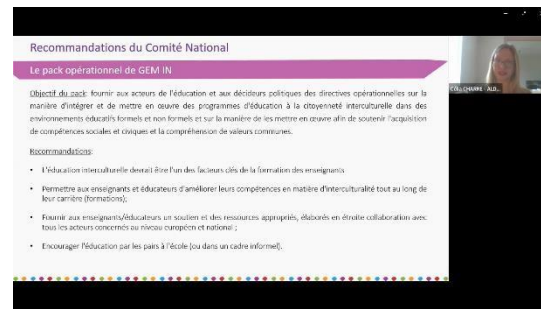 Recommandations du Comité National
Le pack opérationnel de GEM IN
Objectif du pack: fournir aux acteurs de l'éducation et aux décideurs politiques des directives opérationnelles sur la
manière d'intégrer et de mettre en œuvre des programmes d'éducation à la citoyenneté interculturelle dans des
environnements éducatifs formels et non formels et sur la manière de les mettre en œuvre afin de soutenir l'acquisition
de compétences sociales et civiques et la compréhension de valeurs communes.
Recommandations:
• L'éducation interculturelle devrait être l'un des facteurs clés de la formation des enseignants
• Permettre aux enseignants et éducateurs d'améliorer leurs compétences en matière d'interculturalité tout au long de
leur carrière (formations);
• Fournir aux enseignants/éducateurs un soutien et des ressources appropriés, élaborés en étroite collaboration avec
tous les acteurs concernés au niveau européen et national ;
• Encourager l'éducation par les pairs à l'école (ou dans un cadre informel).